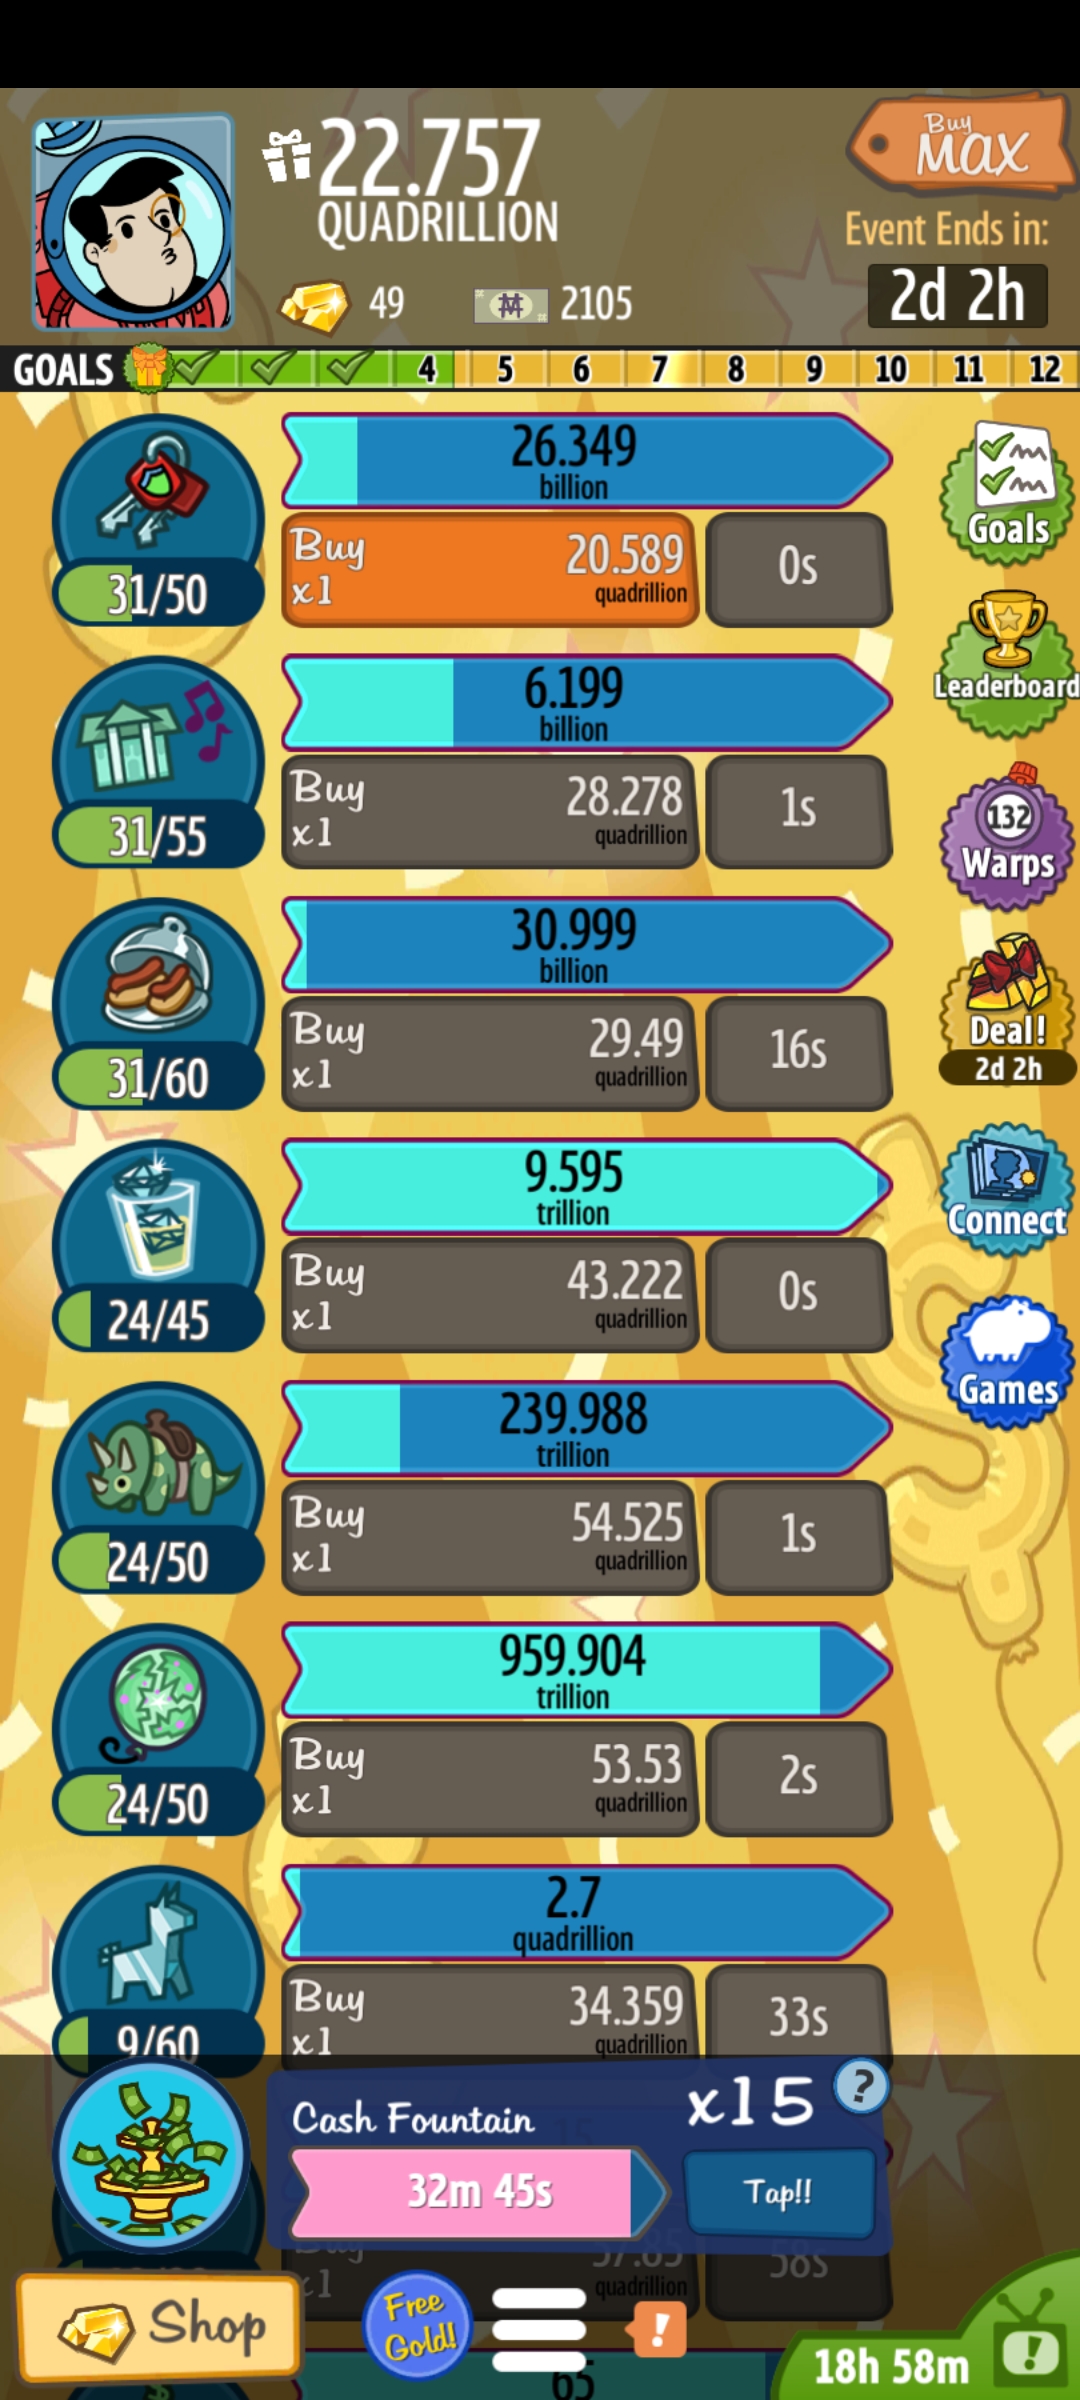 22.757
QUADRILLION
Buy
MAX
Event Ends in:
2d 2h
49
2105
GOALS
4 5 6 7 8 9 10 11 12
26.349
billion
Buy
x1
20.589
quadrillion
0s
31/50
Goals
6.199
billion
Buy
x1
28.278
quadrillion
1s
31/55
Leaderboard
132
Warps
30.999
billion
Buy
x1
29.49
quadrillion
16s
31/60
Deal!
2d 2h
9.595
trillion
Buy
x1
43.222
quadrillion
0s
24/45
Connect
239.988
trillion
Buy
x1
54.525
quadrillion
1s
24/50
Games
959.904
trillion
Buy
x1
53.53
quadrillion
2s
24/50
2.7
quadrillion
Buy
x1
34.359
quadrillion
33s
9/60
Cash Fountain
x15
?
32m 45s
Tap!!
Buy
x1
37.85
quadrillion
58s
Shop
Free
Gold!
!
18h 58m
!
65